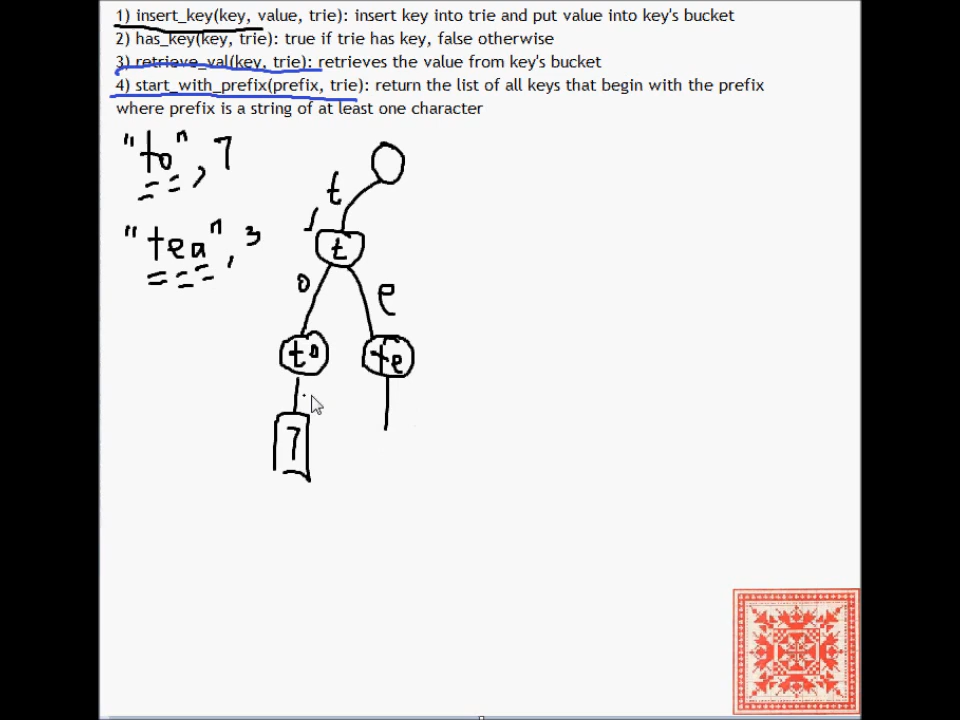 1) insert_key(key, value, trie): insert key into trie and put value into key's bucket
2) has_key(key, trie): true if trie has key, false otherwise
3) retrieve_val(key, trie): retrieves the value from key's bucket
4) start_with_prefix(prefix, trie): return the list of all keys that begin with the prefix
where prefix is a string of at least one character
"to", 7
t
"tea", 3
t
o
e
to
te
7